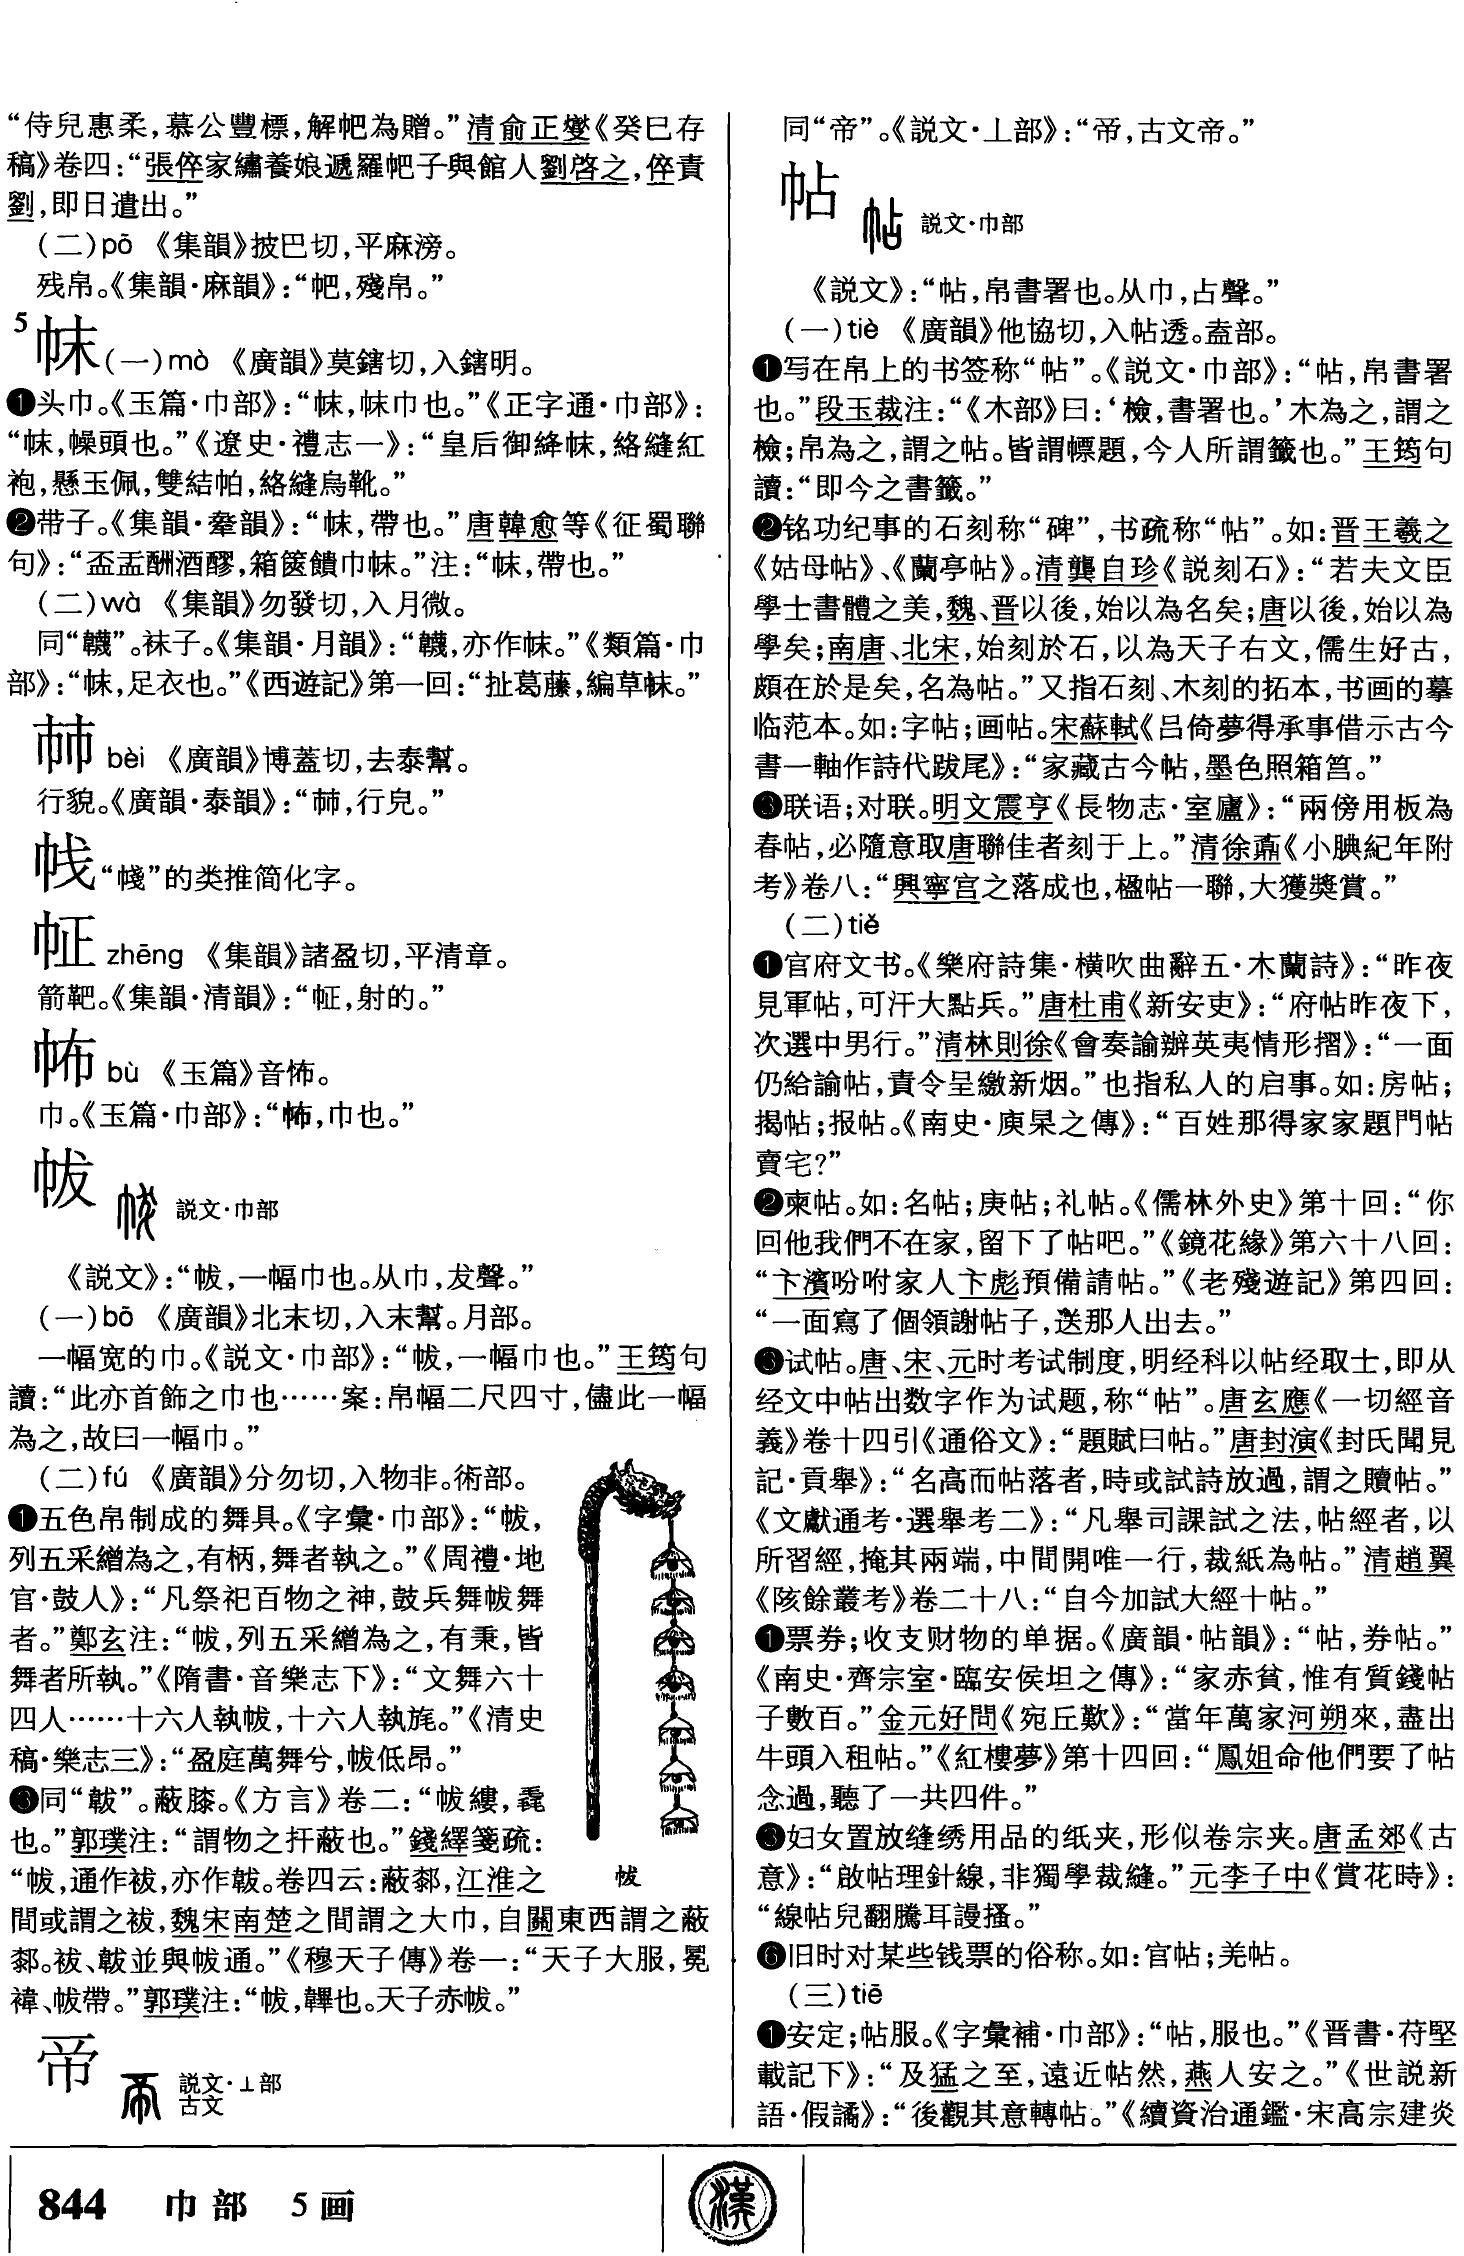 “侍兒惠柔,慕公豐標,解帊為贈。”清俞正燮《癸巳存
稿》卷四:“張倅家繡養娘遞羅帊子與館人劉啓之,倅責
劉,即日遣出。”
(二)pō 《集韻》披巴切,平麻滂。
残帛。《集韻·麻韻》:“帊,殘帛。”
5
帓(一)mò 《廣韻》莫鎋切,入鎋明。
❶头巾。《玉篇·巾部》:“帓,帓巾也。”《正字通·巾部》:
“帓,幧頭也。”《遼史·禮志一》:“皇后御絳帓,絡縫紅
袍,懸玉佩,雙結帕,絡縫烏靴。”
❷带子。《集韻·舝韻》:“帓,帶也。”唐韓愈等《征蜀聯
句》:“盃盂酬酒醪,箱篋饋巾帓。”注:“帓,帶也。”
(二)wà 《集韻》勿發切,入月微。
同“韈”。袜子。《集韻·月韻》:“韈,亦作帓。”《類篇·巾
部》:“帓,足衣也。”《西遊記》第一回:“扯葛藤,編草帓。”
bèi 《廣韻》博蓋切,去泰幫。
行貌。《廣韻·泰韻》:“,行皃。”
帴“帴”的类推简化字。
zhēng 《集韻》諸盈切,平清章。
箭靶。《集韻·清韻》:“,射的。”
bù 《玉篇》音怖。
巾。《玉篇·巾部》:“,巾也。”
帗
説文·巾部
《説文》:“帗,一幅巾也。从巾,犮聲。”
(一)bō 《廣韻》北末切,入末幫。月部。
一幅宽的巾。《説文·巾部》:“帗,一幅巾也。”王筠句
讀:“此亦首飾之巾也……案:帛幅二尺四寸,儘此一幅
為之,故曰一幅巾。”
(二)fú 《廣韻》分勿切,入物非。術部。
❶五色帛制成的舞具。《字彙·巾部》:“帗,
列五采繒為之,有柄,舞者執之。”《周禮·地
官·鼓人》:“凡祭祀百物之神,鼓兵舞帗舞
者。”鄭玄注:“帗,列五采繒為之,有秉,皆
舞者所執。”《隋書·音樂志下》:“文舞六十
四人……十六人執帗,十六人執旄。”《清史
稿·樂志三》:“盈庭萬舞兮,帗低昂。”
❸同“韍”。蔽膝。《方言》卷二:“帗縷,毳
也。”郭璞注:“謂物之扞蔽也。”錢繹箋疏:
“帗,通作袚,亦作韍。卷四云:蔽䣛,江淮之
帗
間或謂之袚,魏宋南楚之間謂之大巾,自關東西謂之蔽
䣛。袚、韍並與帗通。”《穆天子傳》卷一:“天子大服,冕
褘、帗帶。”郭璞注:“帗,韠也。天子赤帗。”
帝
説文·⊥部
古文
同“帝”。《説文·丄部》:“帝,古文帝。”
帖
説文·巾部
《説文》:“帖,帛書署也。从巾,占聲。”
(一)tiè 《廣韻》他協切,入帖透。盍部。
❶写在帛上的书签称“帖”。《説文·巾部》:“帖,帛書署
也。”段玉裁注:“《木部》曰:‘檢,書署也。’木為之,謂之
檢;帛為之,謂之帖。皆謂幖題,今人所謂籤也。”王筠句
讀:“即今之書籤。”
❷铭功纪事的石刻称“碑”,书疏称“帖”。如:晋王羲之
《姑母帖》、《蘭亭帖》。清龔自珍《説刻石》:“若夫文臣
學士書體之美,魏、晋以後,始以為名矣;唐以後,始以為
學矣;南唐、北宋,始刻於石,以為天子右文,儒生好古,
頗在於是矣,名為帖。”又指石刻、木刻的拓本,书画的摹
临范本。如:字帖;画帖。宋蘇軾《吕倚夢得承事借示古今
書一軸作詩代跋尾》:“家藏古今帖,墨色照箱筥。”
❸联语;对联。明文震亨《長物志·室廬》:“兩傍用板為
春帖,必隨意取唐聯佳者刻于上。”清徐鼒《小腆紀年附
考》卷八:“興寧宫之落成也,楹帖一聯,大獲獎賞。”
(二)tiě
❶官府文书。《樂府詩集·横吹曲辭五·木蘭詩》:“昨夜
見軍帖,可汗大點兵。”唐杜甫《新安吏》:“府帖昨夜下,
次選中男行。”清林則徐《會奏諭辦英夷情形摺》:“一面
仍給諭帖,責令呈繳新烟。”也指私人的启事。如:房帖;
揭帖;报帖。《南史·庾杲之傳》:“百姓那得家家題門帖
賣宅?”
❷柬帖。如:名帖;庚帖;礼帖。《儒林外史》第十回:“你
回他我們不在家,留下了帖吧。”《鏡花緣》第六十八回:
“卞濱吩咐家人卞彪預備請帖。”《老殘遊記》第四回:
“一面寫了個領謝帖子,送那人出去。”
❸试帖。唐、宋、元时考试制度,明经科以帖经取士,即从
经文中帖出数字作为试题,称“帖”。唐玄應《一切經音
義》卷十四引《通俗文》:“題賦曰帖。”唐封演《封氏聞見
記·貢舉》:“名高而帖落者,時或試詩放過,謂之贖帖。”
《文獻通考·選舉考二》:“凡舉司課試之法,帖經者,以
所習經,掩其兩端,中間開唯一行,裁紙為帖。”清趙翼
《陔餘叢考》卷二十八:“自今加試大經十帖。”
❶票券;收支财物的单据。《廣韻·帖韻》:“帖,券帖。”
《南史·齊宗室·臨安侯坦之傳》:“家赤貧,惟有質錢帖
子數百。”金元好問《宛丘歎》:“當年萬家河朔來,盡出
牛頭入租帖。”《紅樓夢》第十四回:“鳳姐命他們要了帖
念過,聽了一共四件。”
❸妇女置放缝绣用品的纸夹,形似卷宗夹。唐孟郊《古
意》:“啟帖理針線,非獨學裁縫。”元李子中《賞花時》:
“線帖兒翻騰耳謾搔。”
❻旧时对某些钱票的俗称。如:官帖;羌帖。
(三)tiē
❶安定;帖服。《字彙補·巾部》:“帖,服也。”《晋書·苻堅
載記下》:“及猛之至,遠近帖然,燕人安之。”《世説新
語·假譎》:“後觀其意轉帖。”《續資治通鑑·宋高宗建炎
844 巾部 5画
漢